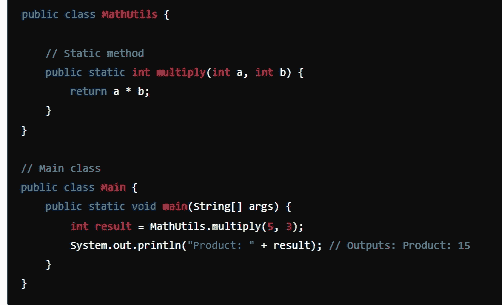 public class MathUtils {
// Static method
public static int multiply(int a, int b) {
return a * b;
}
}
// Main class
public class Main {
public static void main(String[] args) {
int result = MathUtils.multiply(5, 3);
System.out.println("Product: " + result); // Outputs: Product: 15
}
}